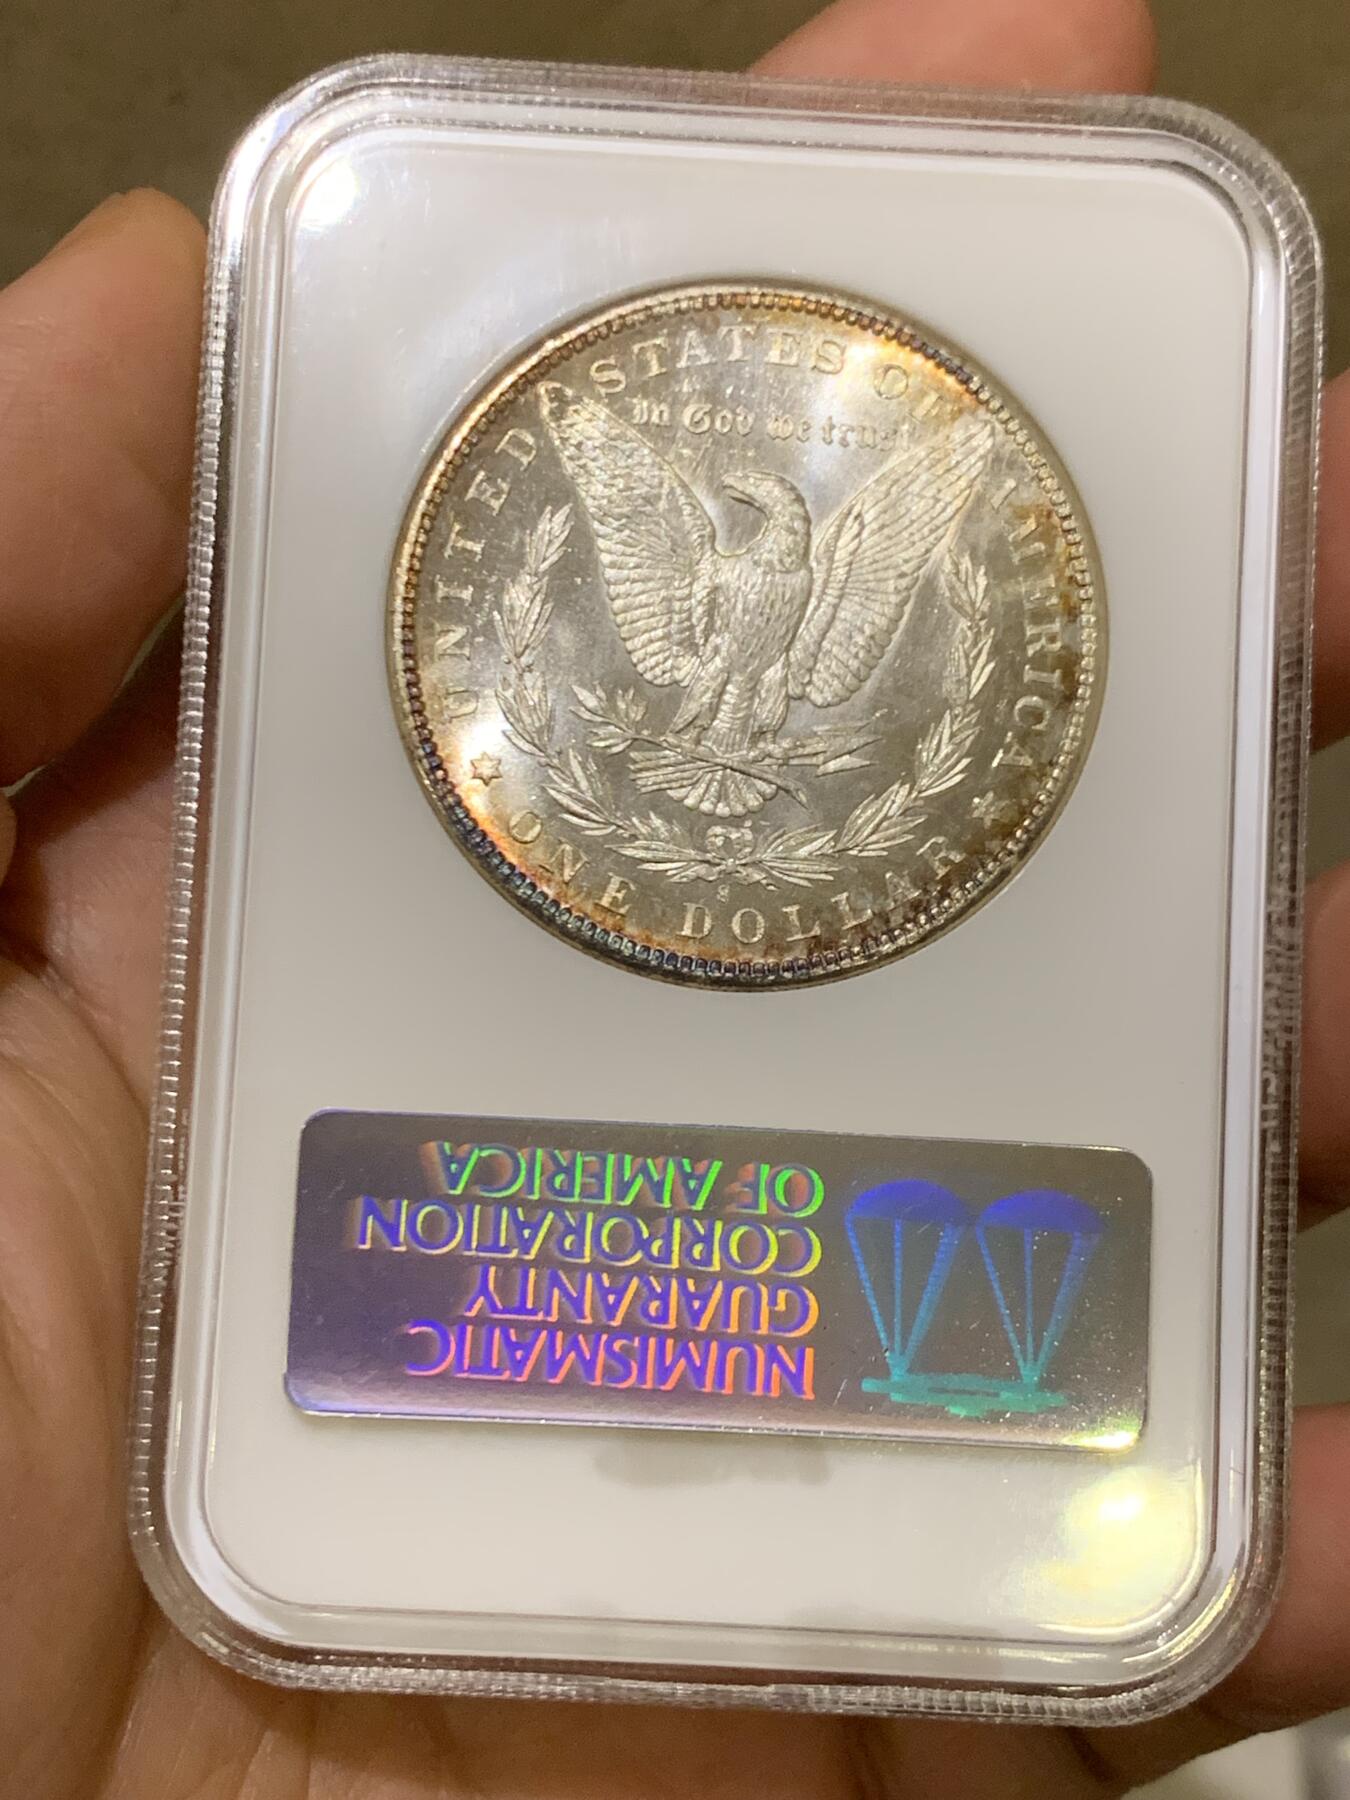 UNITED STATES OF AMERICA
In God we trust
S
ONE DOLLAR
NUMISMATIC
GUARANTY
CORPORATION
OF AMERICA